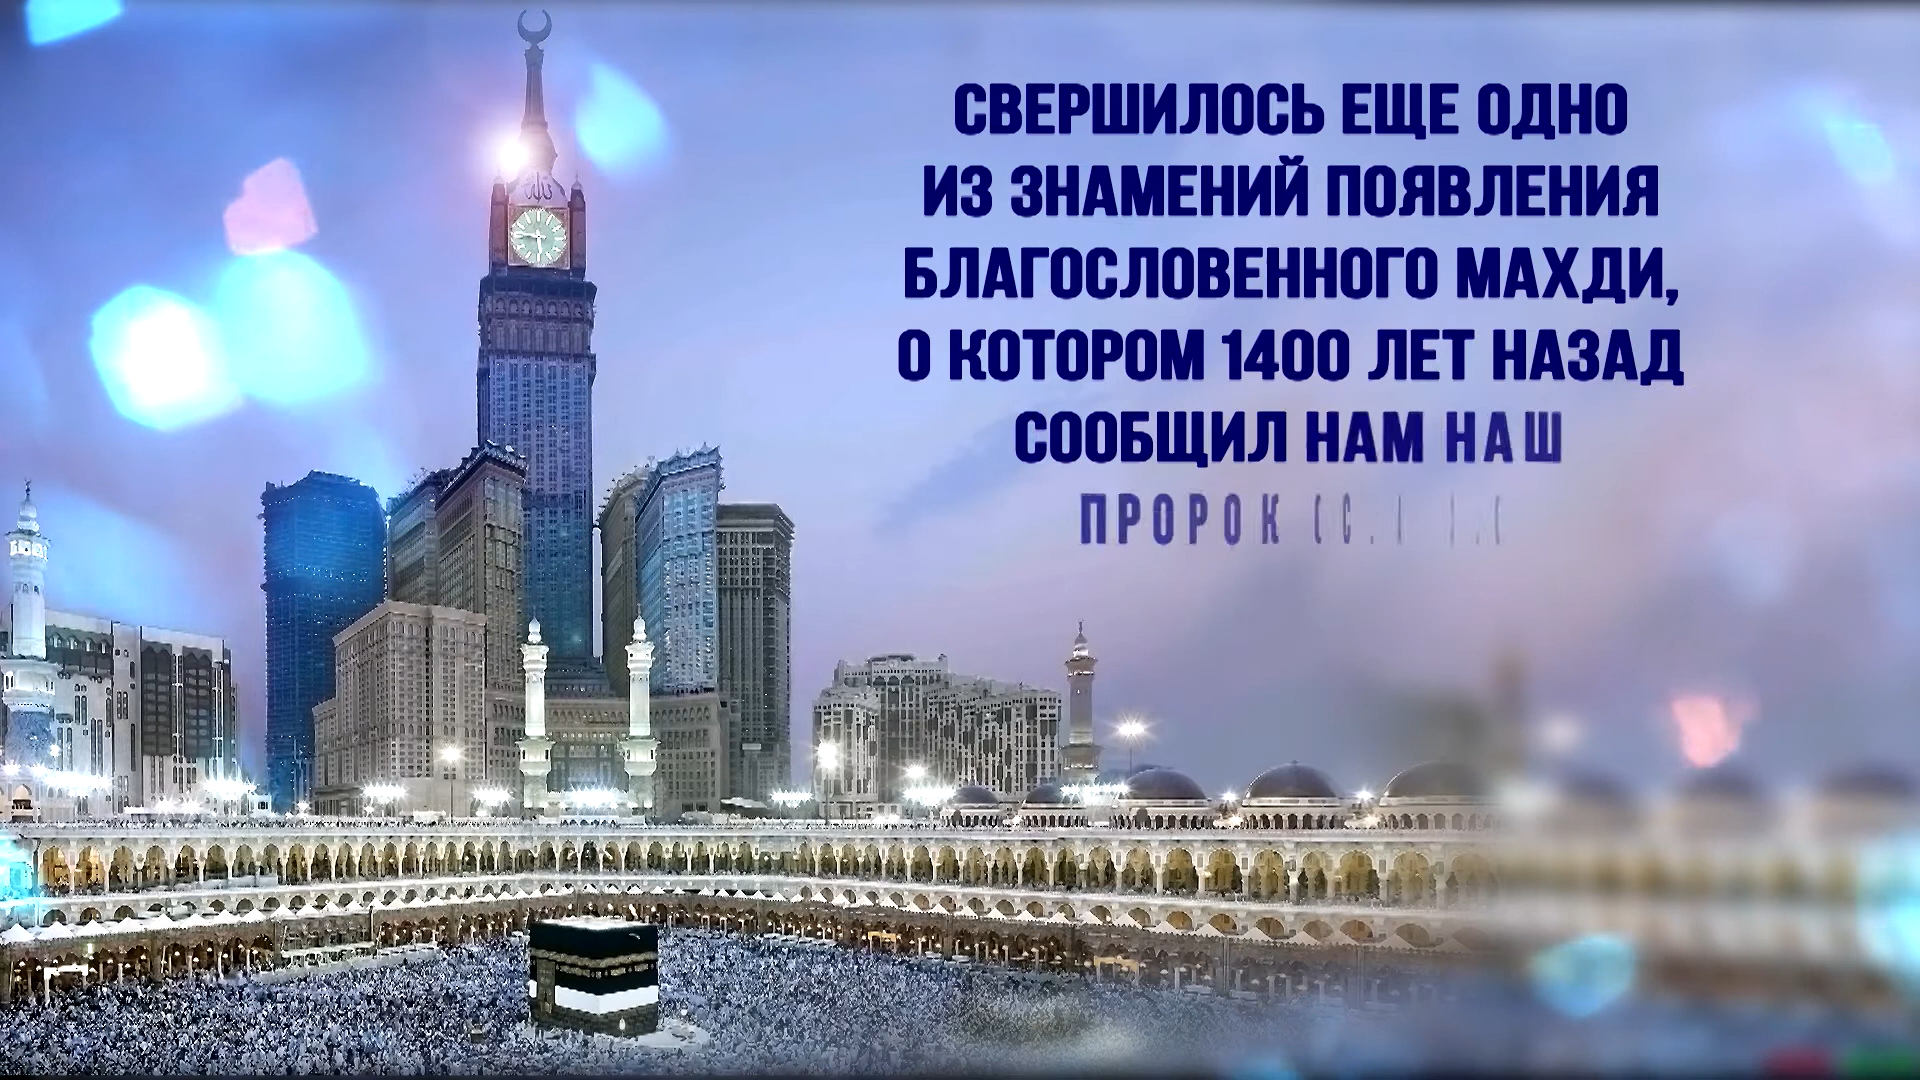 СВЕРШИЛОСЬ ЕЩЕ ОДНО
ИЗ ЗНАМЕНИЙ ПОЯВЛЕНИЯ
БЛАГОСЛОВЕННОГО МАХДИ,
О КОТОРОМ 1400 ЛЕТ НАЗАД
СООБЩИЛ НАМ НАШ
ПРОРОК